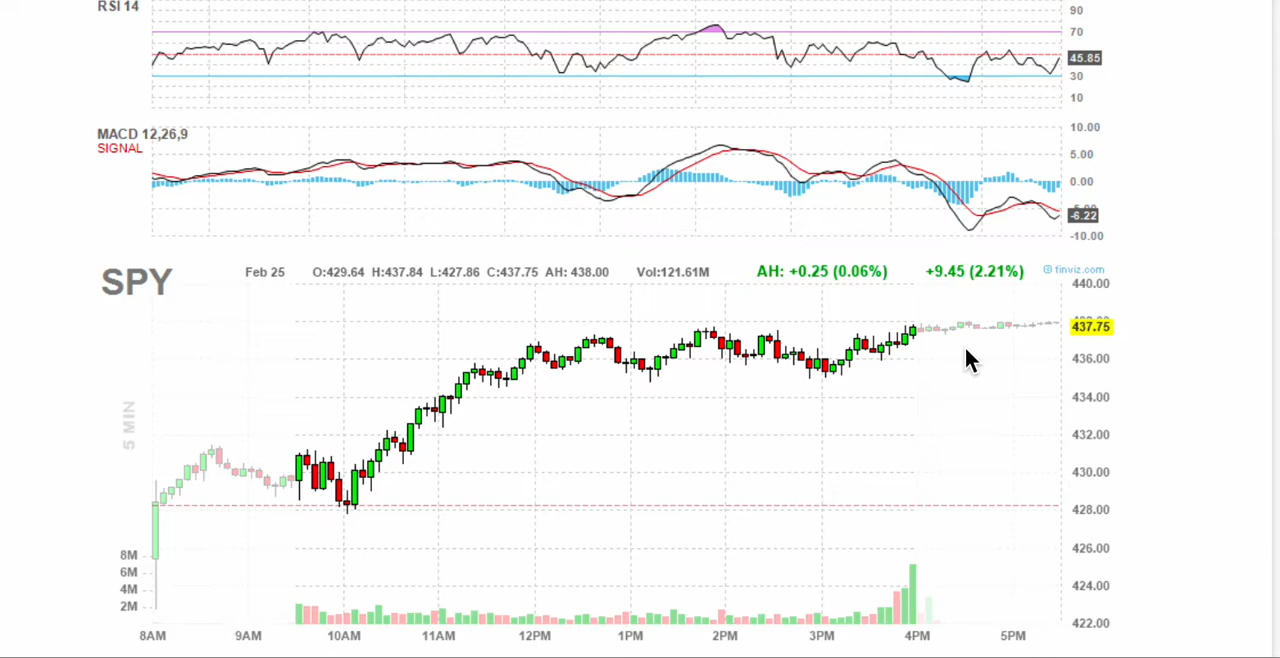 RSI 14
90
70
45.85
30
10
MACD 12,26,9
SIGNAL
10.00
5.00
0.00
-6.22
-10.00
SPY
Feb 25 O:429.64 H:437.84 L:427.86 C:437.75 AH: 438.00 Vol:121.61M AH: +0.25 (0.06%) +9.45 (2.21%) finviz.com
440.00
437.75
436.00
434.00
432.00
430.00
428.00
426.00
424.00
422.00
5 MIN
8M
6M
4M
2M
8AM 9AM 10AM 11AM 12PM 1PM 2PM 3PM 4PM 5PM